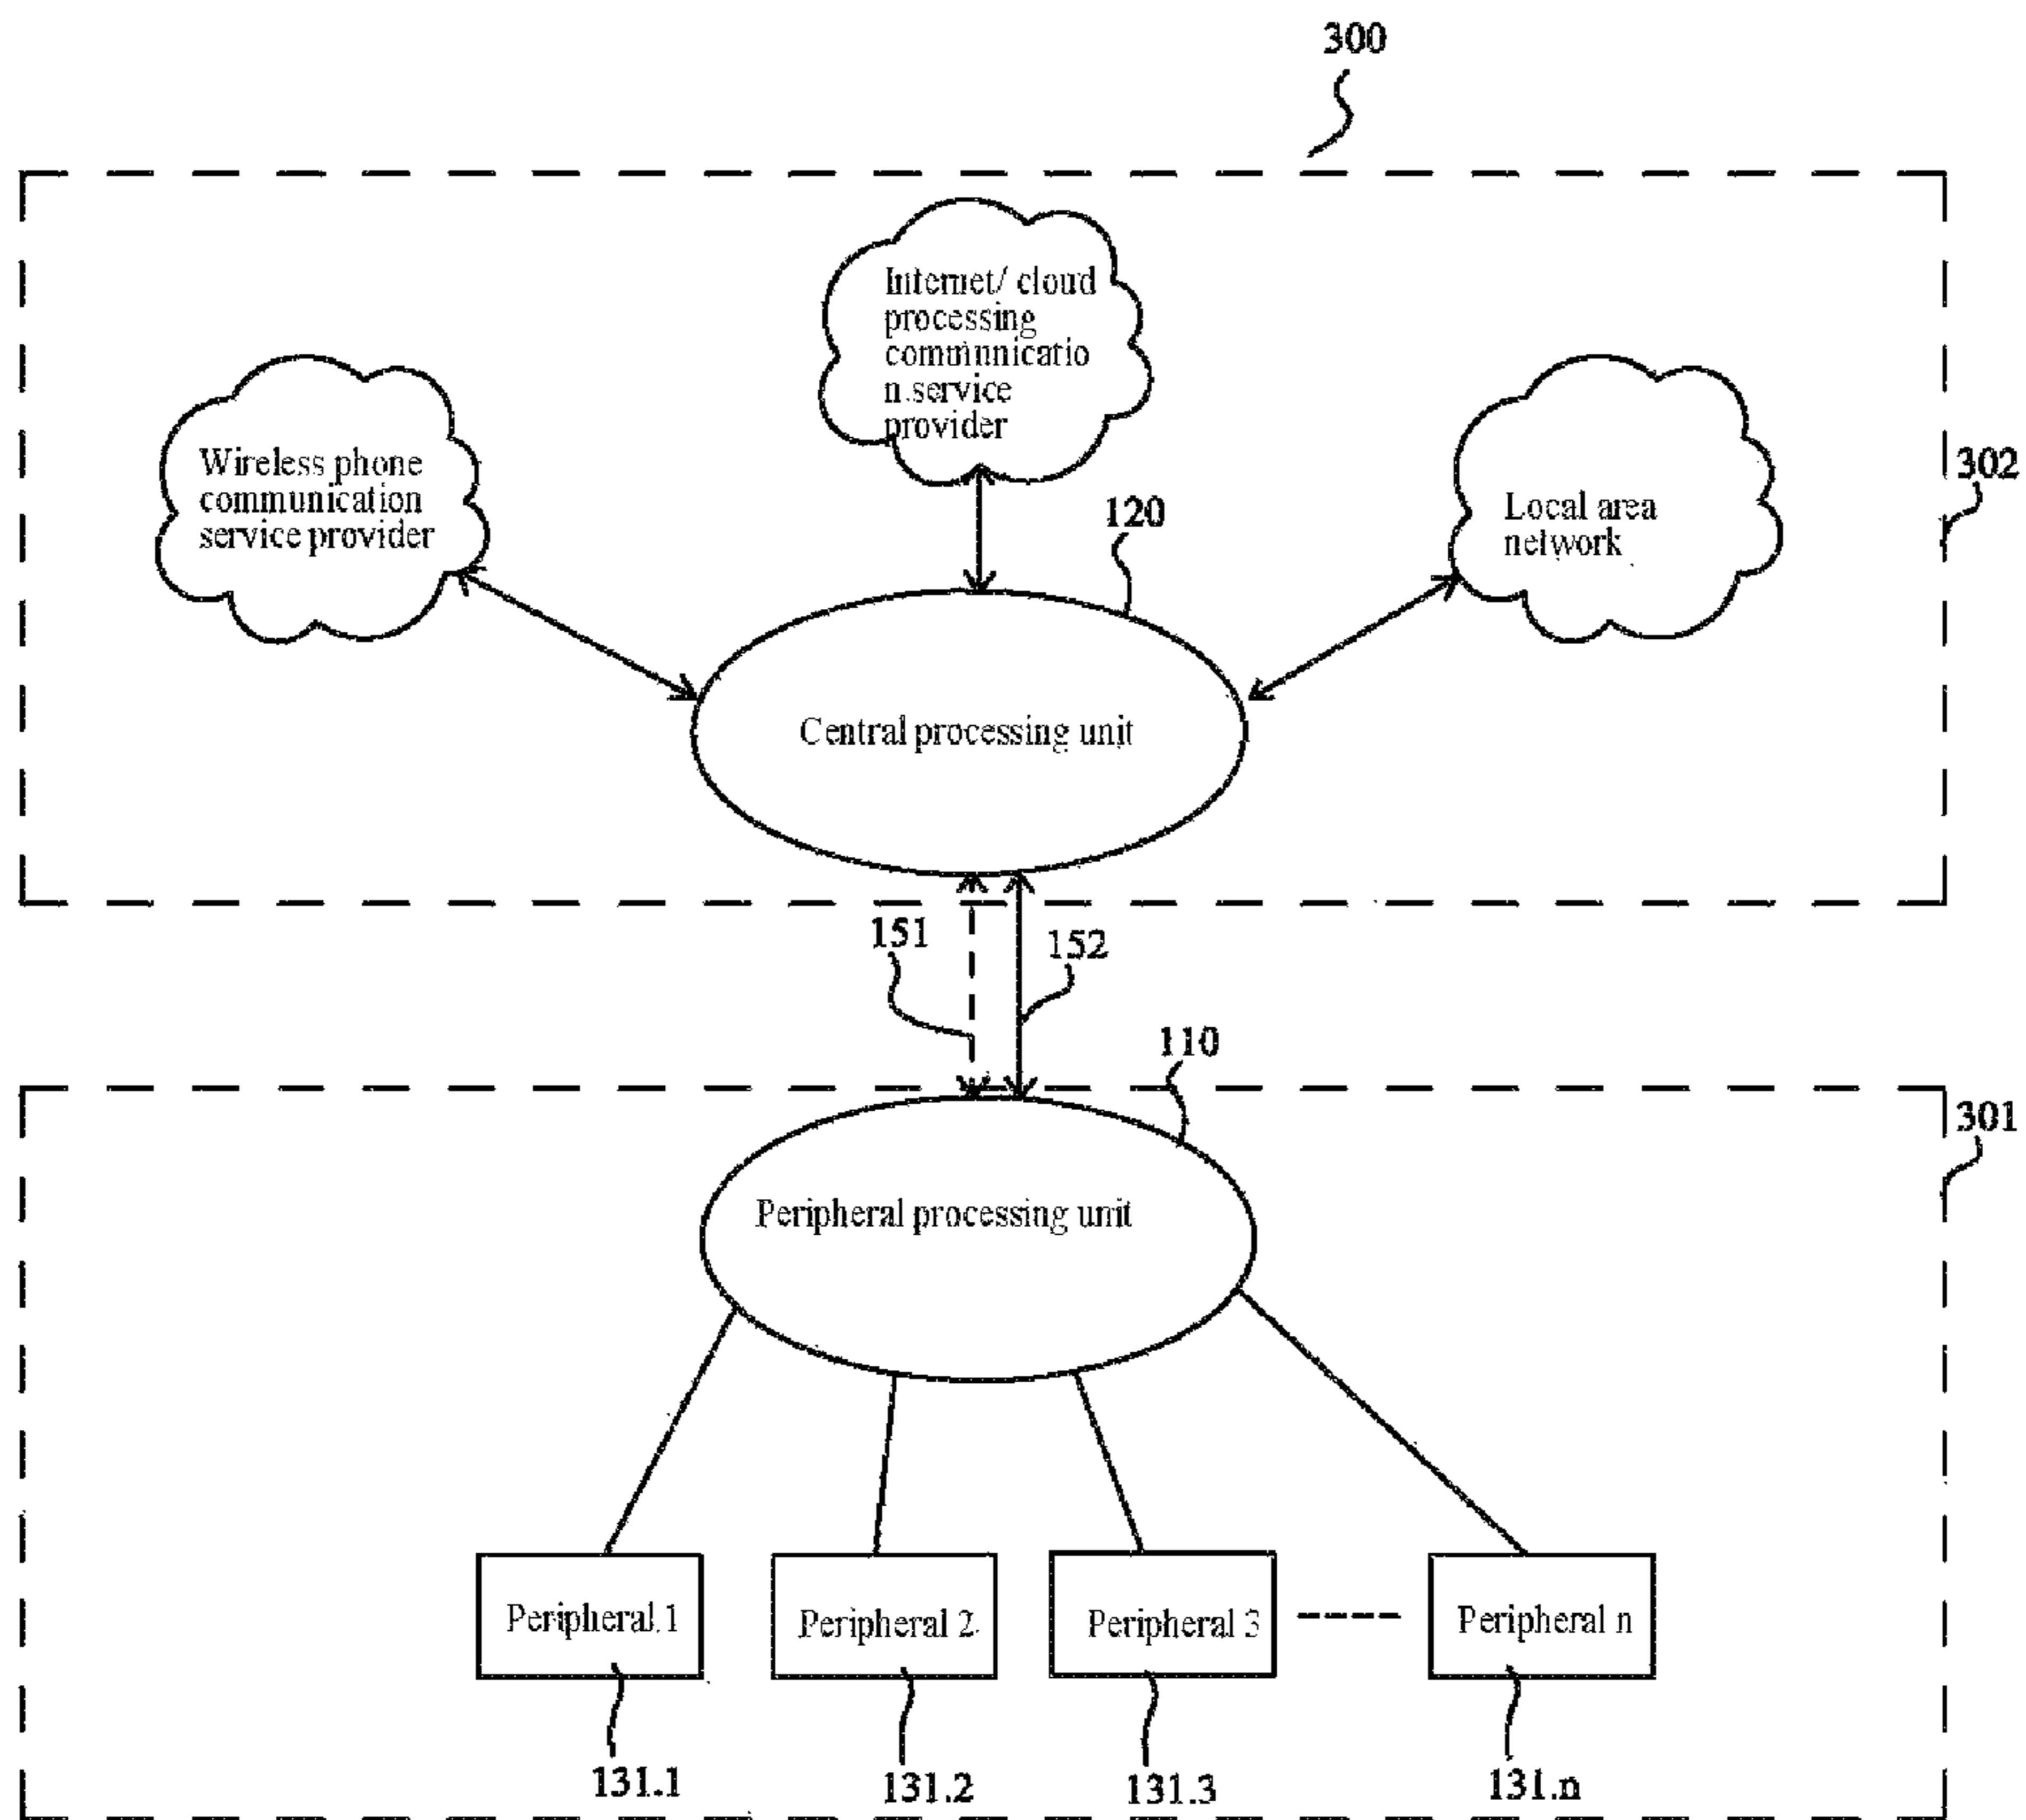 300
Internet/ cloud
processing
communicatio
n service
provider
Wireless phone
communication
service provider
Local area
network
302
120
Central processing unit
151
152
110
301
Peripheral processing unit
Peripheral 1
Peripheral 2
Peripheral 3
Peripheral n
131.1
131.2
131.3
131.n